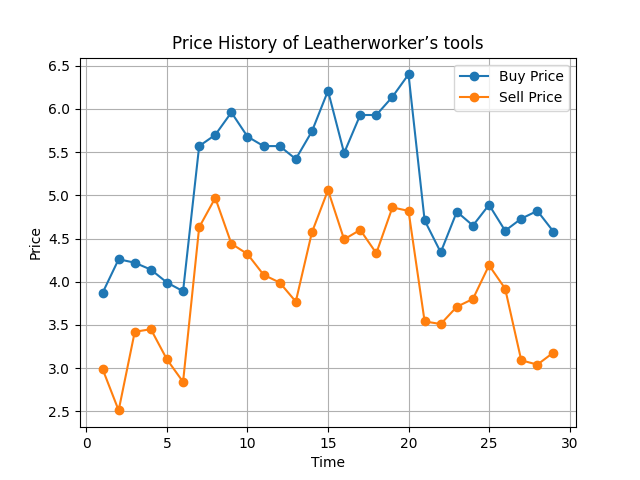 Price History of Leatherworker’s tools
Buy Price
Sell Price
6.5
6.0
5.5
5.0
4.5
4.0
3.5
3.0
2.5
Price
0 5 10 15 20 25 30
Time